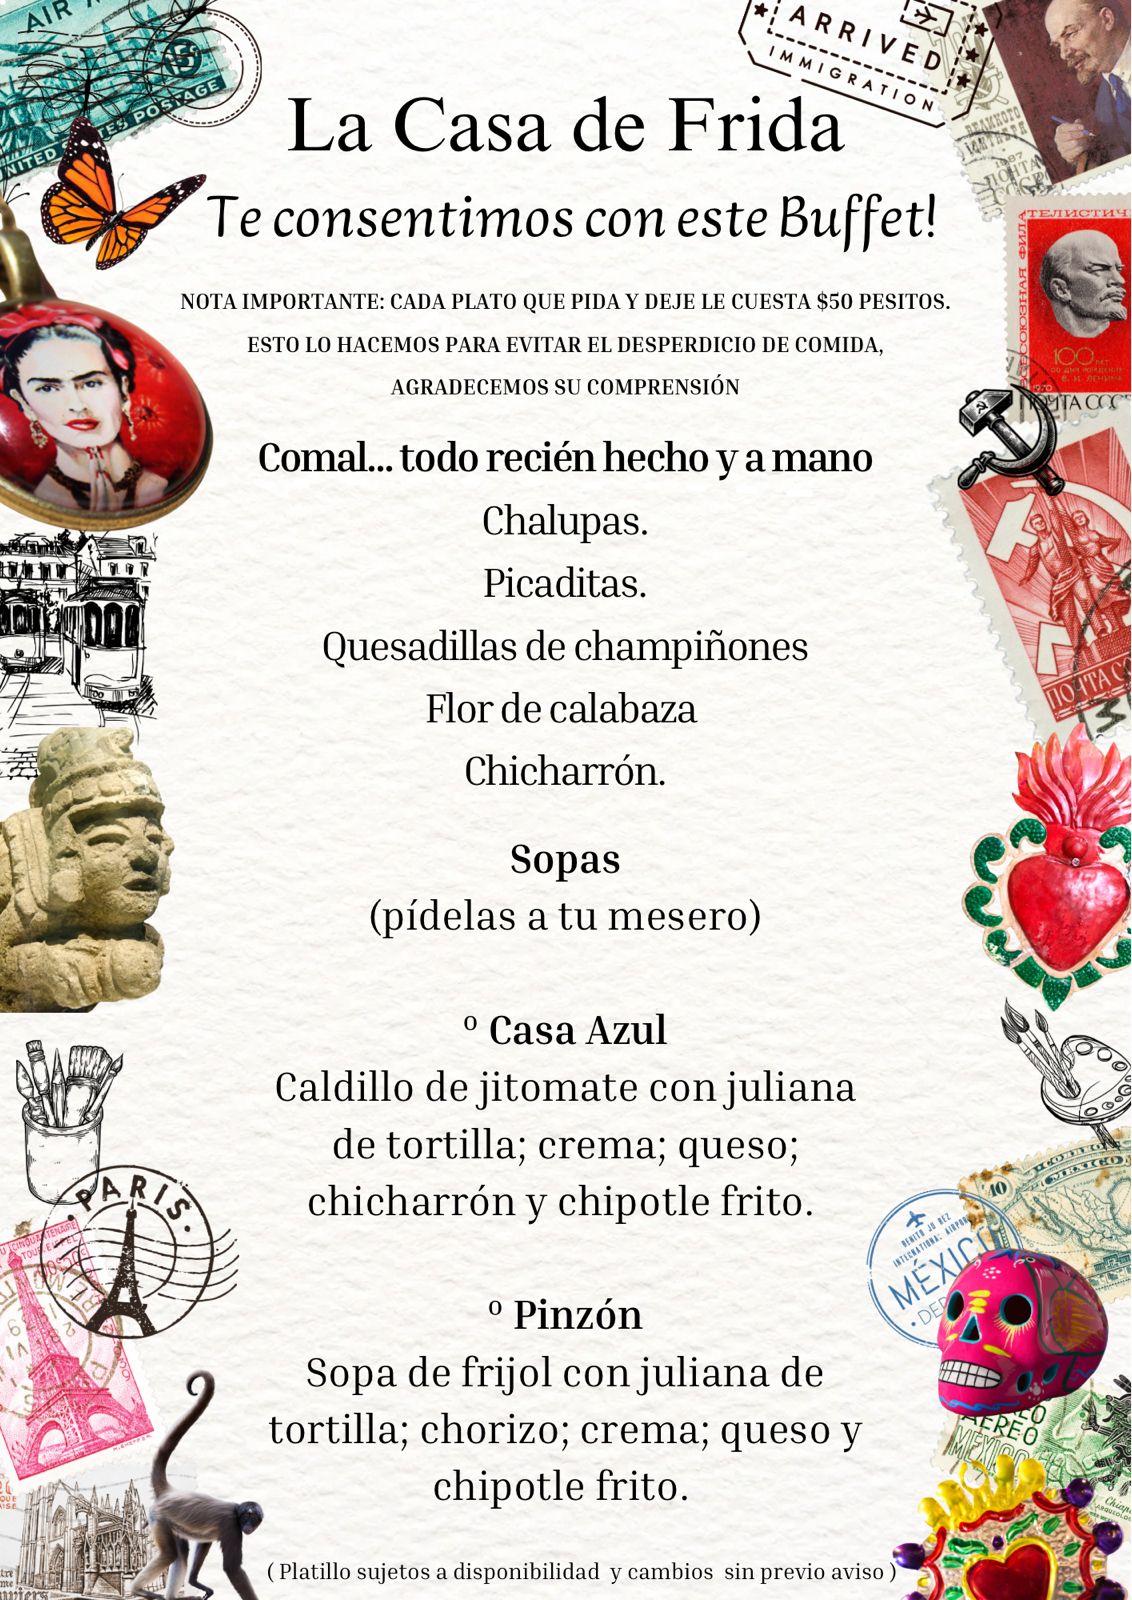 AIR
15¢
UNITED STATES POSTAGE
ARRIVED
IMMIGRATION
La Casa de Frida
Te consentimos con este Buffet!
NOTA IMPORTANTE: CADA PLATO QUE PIDA Y DEJE LE CUESTA $50 PESITOS.
ESTO LO HACEMOS PARA EVITAR EL DESPERDICIO DE COMIDA,
AGRADECEMOS SU COMPRENSIÓN
100
1970
ПОЧТА СССР
Comal... todo recién hecho y a mano
Chalupas.
Picaditas.
Quesadillas de champiñones
Flor de calabaza
Chicharrón.
ПОЧТА
Sopas
(pídelas a tu mesero)
º Casa Azul
Caldillo de jitomate con juliana
de tortilla; crema; queso;
chicharrón y chipotle frito.
PARIS
40
MÉXICO
º Pinzón
Sopa de frijol con juliana de
tortilla; chorizo; crema; queso y
chipotle frito.
AEREO
MEXICO
( Platillo sujetos a disponibilidad y cambios sin previo aviso )